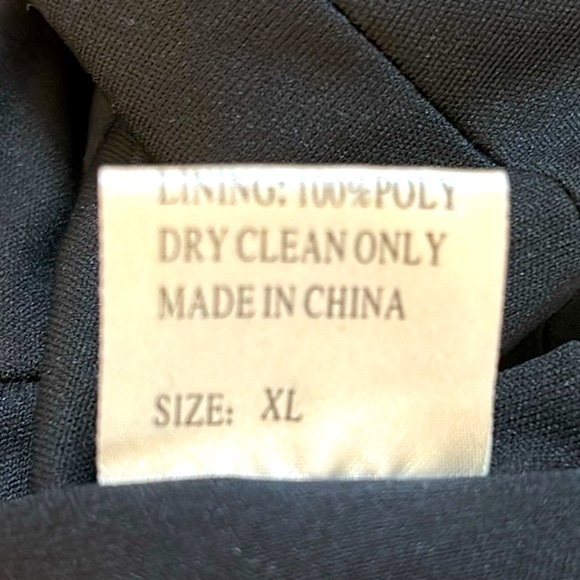 LINING: 100%POLY
DRY CLEAN ONLY
MADE IN CHINA
SIZE: XL